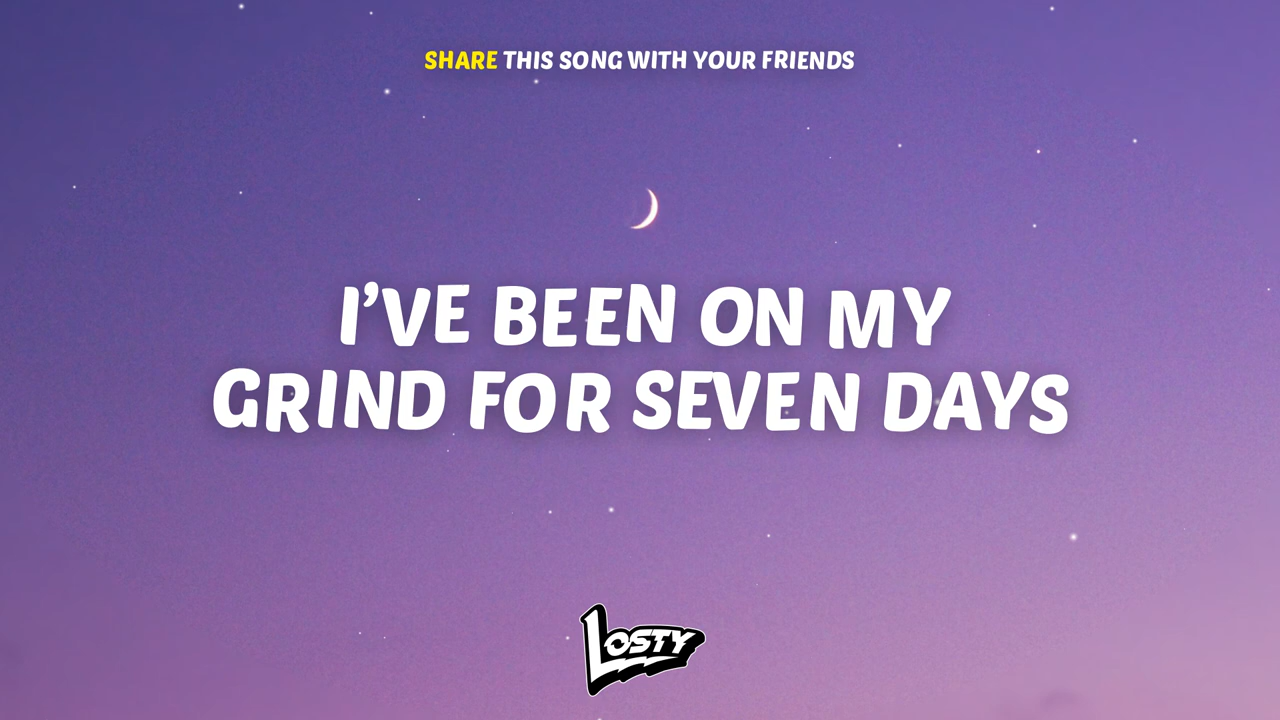 SHARE THIS SONG WITH YOUR FRIENDS
I'VE BEEN ON MY
GRIND FOR SEVEN DAYS
LOSTY